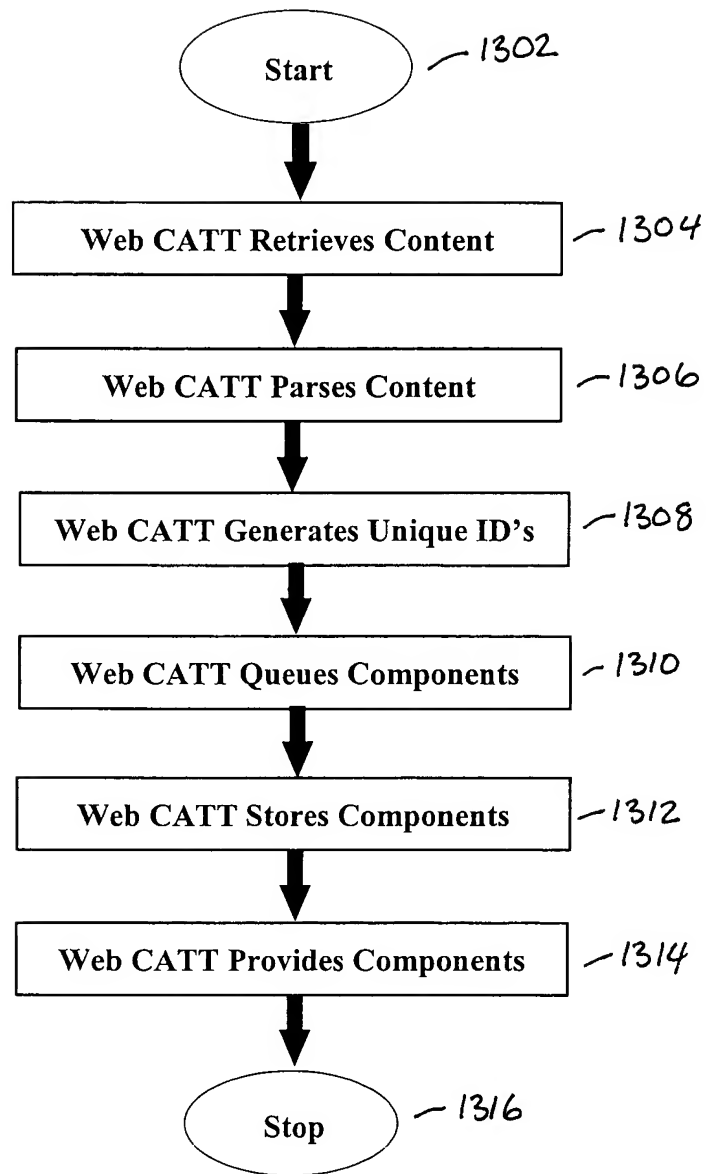 Start
1302
Web CATT Retrieves Content
1304
Web CATT Parses Content
1306
Web CATT Generates Unique ID's
1308
Web CATT Queues Components
1310
Web CATT Stores Components
1312
Web CATT Provides Components
1314
Stop
1316